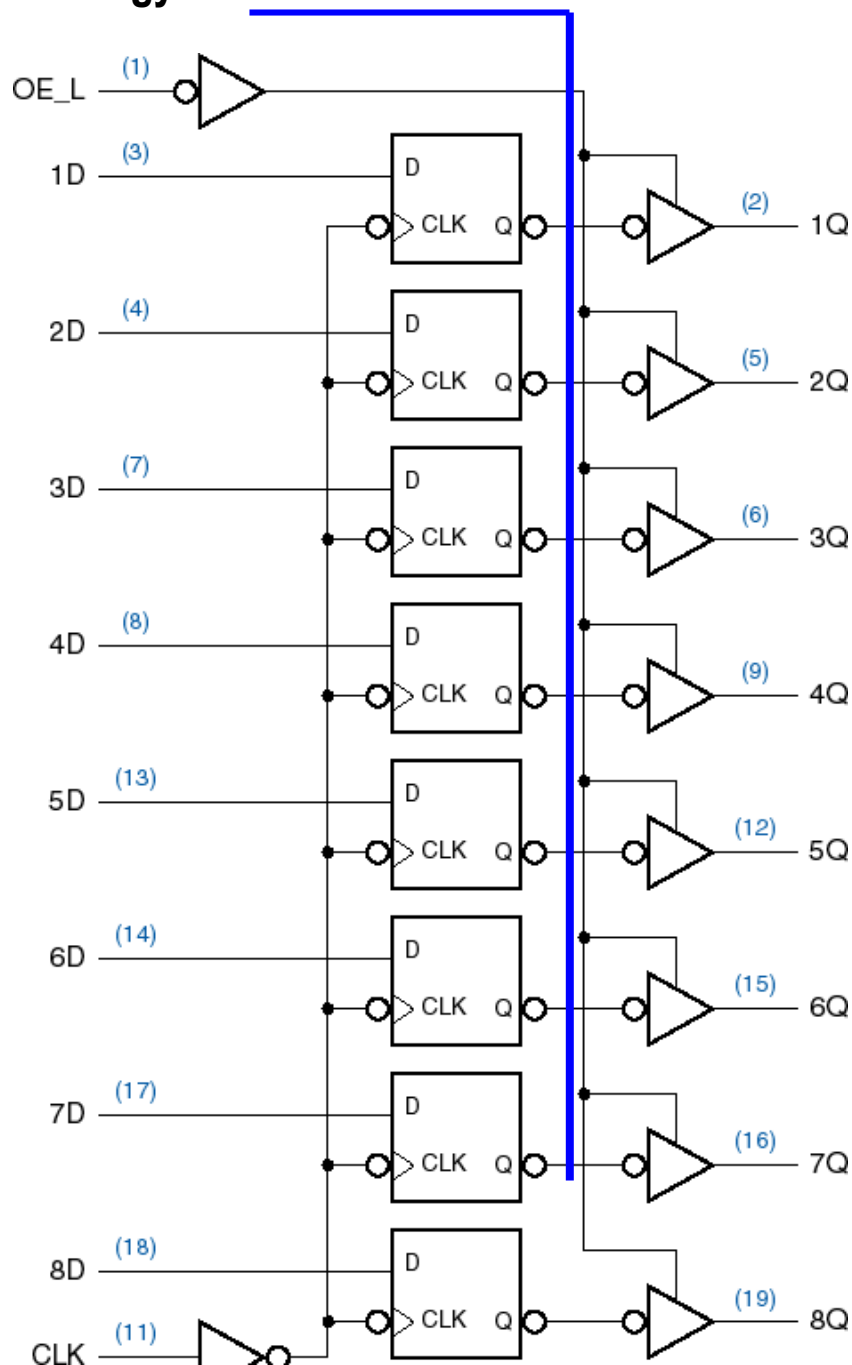 gy
(1)
OE_L
(3)
1D
D
CLK Q
(2)
1Q
(4)
2D
D
CLK Q
(5)
2Q
(7)
3D
D
CLK Q
(6)
3Q
(8)
4D
D
CLK Q
(9)
4Q
(13)
5D
D
CLK Q
(12)
5Q
(14)
6D
D
CLK Q
(15)
6Q
(17)
7D
D
CLK Q
(16)
7Q
(18)
8D
D
CLK Q
(19)
8Q
(11)
CLK